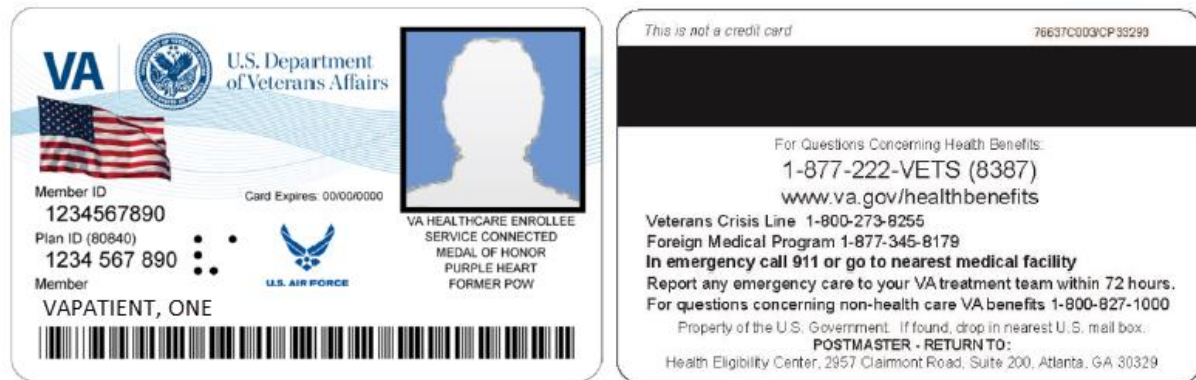 VA
U.S. Department
of Veterans Affairs
Member ID
1234567890
Card Expires: 00/00/0000
Plan ID (80840)
1234 567 890
Member
VAPATIENT, ONE
U.S. AIR FORCE
VA HEALTHCARE ENROLLEE
SERVICE CONNECTED
MEDAL OF HONOR
PURPLE HEART
FORMER POW
This is not a credit card
76637C003/CP33293
For Questions Concerning Health Benefits:
1-877-222-VETS (8387)
www.va.gov/healthbenefits
Veterans Crisis Line 1-800-273-8255
Foreign Medical Program 1-877-345-8179
In emergency call 911 or go to nearest medical facility
Report any emergency care to your VA treatment team within 72 hours.
For questions concerning non-health care VA benefits 1-800-827-1000
Property of the U.S. Government. If found, drop in nearest U.S. mail box.
POSTMASTER - RETURN TO:
Health Eligibility Center, 2957 Clairmont Road, Suite 200, Atlanta, GA 30329